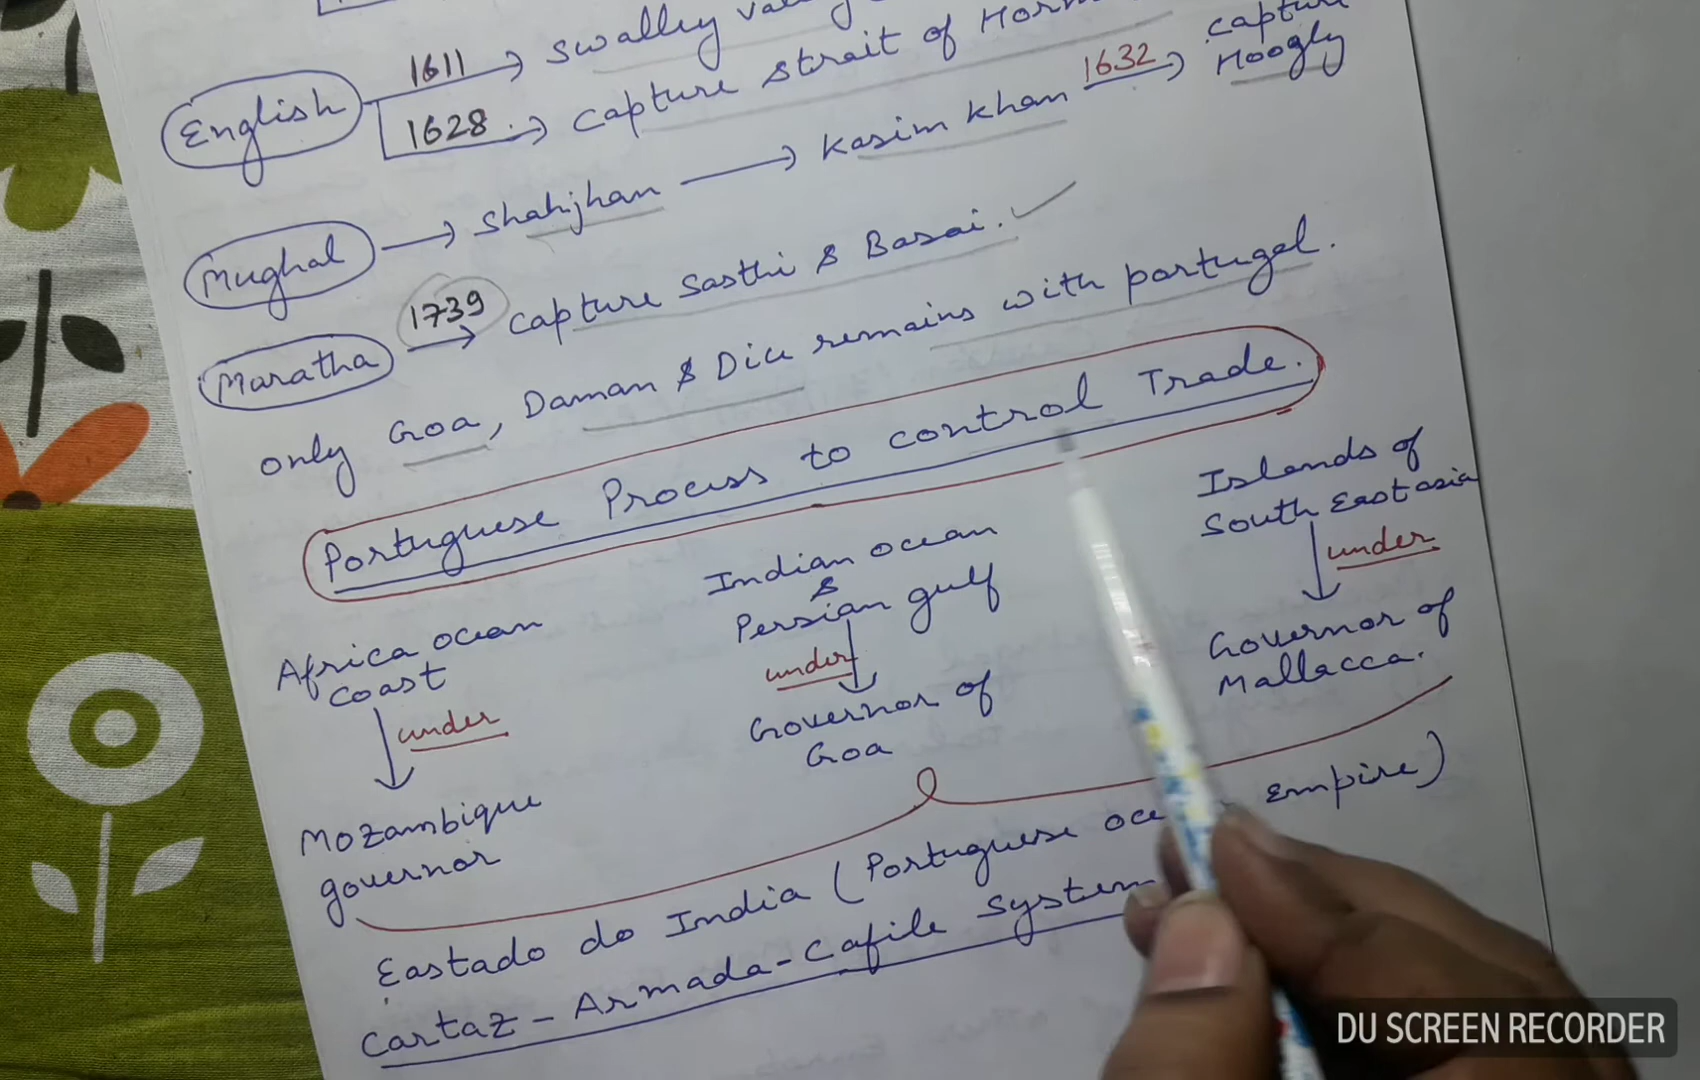 English
1611 → Swalley
1628 → Capture Strait of
Mughal → Shahjhan → Kasim Khan 1632 → capture Hoogly
Maratha 1739 → Capture Sasthi & Basai. ✓
only Goa, Daman & Diu remains with portugal.
Portuguese Process to control Trade.
Africa ocean coast
under
Mozambique governor
Indian ocean
&
Persian gulf
under
Governor of Goa
Islands of
South East asia
under
Governor of
Mallacca.
Eastado do India (Portuguese empire)
Cartaz - Armada - Cafile System
DU SCREEN RECORDER